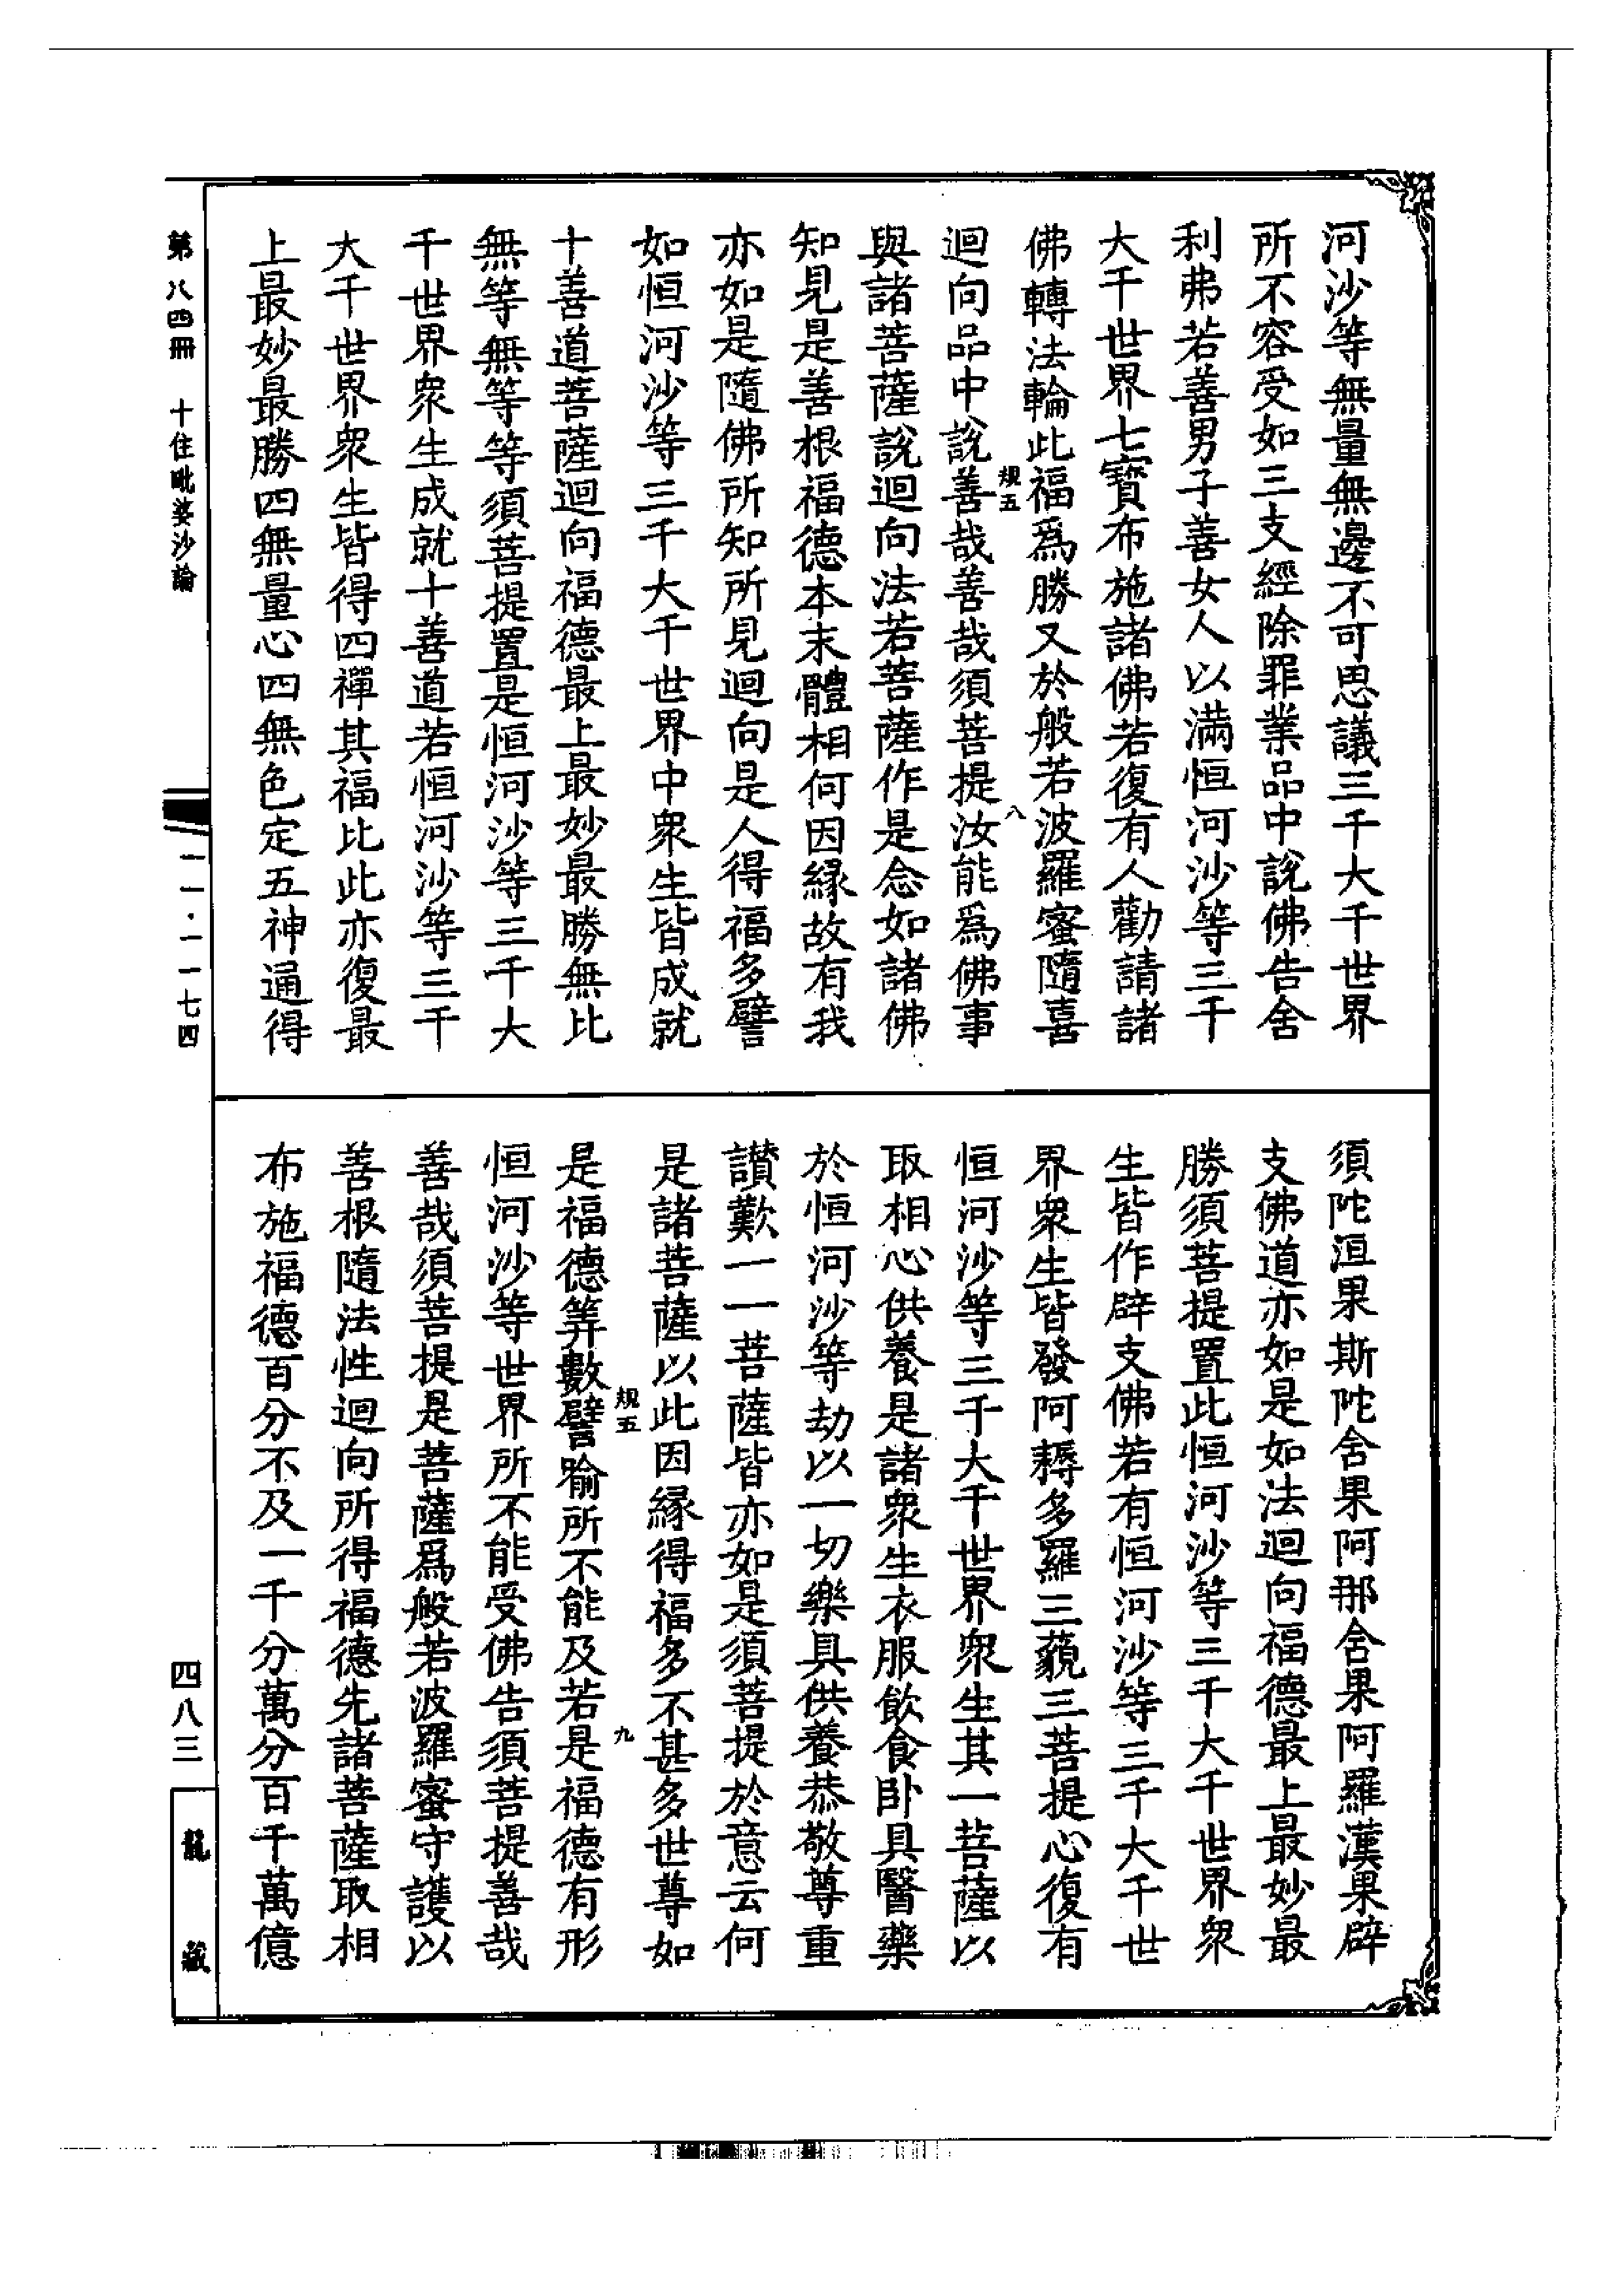 河沙等無量無邊不可思議三千大千世界
所不容受如三支經除罪業品中說佛告舍
利弗若善男子善女人以滿恒河沙等三千
大千世界七寳布施諸佛若復有人勸請諸
佛轉法輪此福爲勝又於般若波羅蜜隨喜
規五
八
迴向品中說善哉善哉須菩提汝能爲佛事
與諸菩薩說迴向法若菩薩作是念如諸佛
知見是善根福德本末體相何因緣故有我
亦如是隨佛所知所見迴向是人得福多譬
如恒河沙等三千大千世界中衆生皆成就
十善道菩薩迴向福德最上最妙最勝無比
無等無等等須菩提置是恒河沙等三千大
千世界衆生成就十善道若恒河沙等三千
大千世界衆生皆得四禪其福比此亦復最
上最妙最勝四無量心四無色定五神通得
須陀洹果斯陀舍果阿那舍果阿羅漢果辟
支佛道亦如是如法迴向福德最上最妙最
勝須菩提置此恒河沙等三千大千世界衆
生皆作辟支佛若有恒河沙等三千大千世
界衆生皆發阿耨多羅三藐三菩提心復有
恒河沙等三千大千世界衆生其一菩薩以
取相心供養是諸衆生衣服飲食卧具醫藥
於恒河沙等劫以一切樂具供養恭敬尊重
讃歎一一菩薩皆亦如是須菩提於意云何
是諸菩薩以此因緣得福多不甚多世尊如
規五
九
是福德筭數譬喻所不能及若是福德有形
恒河沙等世界所不能受佛告須菩提善哉
善哉須菩提是菩薩爲般若波羅蜜守護以
善根隨法性迴向所得福德先諸菩薩取相
布施福德百分不及一千分萬分百千萬億
第八四冊 十住毗婆沙論
一一·一一七四
四八三
龍藏